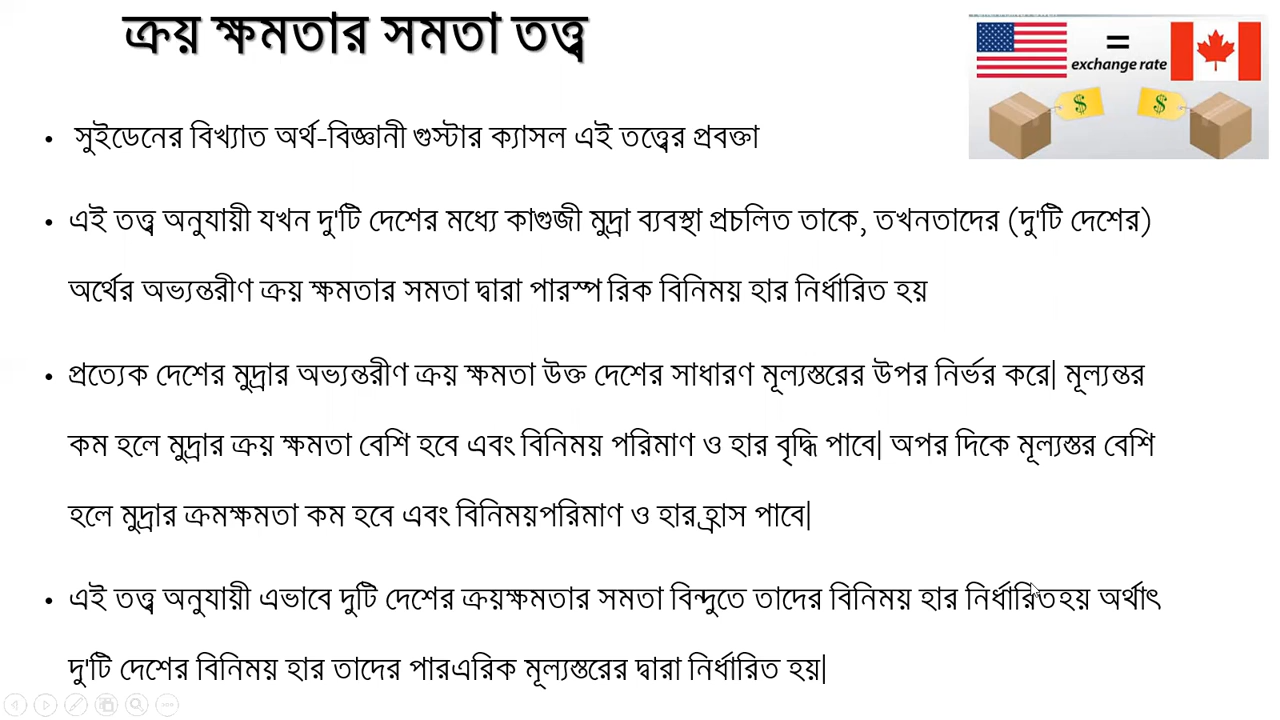 ক্রয় ক্ষমতার সমতা তত্ত্ব
=
exchange rate
$ $
• সুইডেনের বিখ্যাত অর্থ-বিজ্ঞানী গুস্টার ক্যাসল এই তত্ত্বের প্রবক্তা
• এই তত্ত্ব অনুযায়ী যখন দু'টি দেশের মধ্যে কাগুজী মুদ্রা ব্যবস্থা প্রচলিত তাকে, তখনতাদের (দু'টি দেশের)
অর্থের অভ্যন্তরীণ ক্রয় ক্ষমতার সমতা দ্বারা পারস্প রিক বিনিময় হার নির্ধারিত হয়
• প্রত্যেক দেশের মুদ্রার অভ্যন্তরীণ ক্রয় ক্ষমতা উক্ত দেশের সাধারণ মূল্যস্তরের উপর নির্ভর করে| মূল্যন্তর
কম হলে মুদ্রার ক্রয় ক্ষমতা বেশি হবে এবং বিনিময় পরিমাণ ও হার বৃদ্ধি পাবে| অপর দিকে মূল্যস্তর বেশি
হলে মুদ্রার ক্রমক্ষমতা কম হবে এবং বিনিময়পরিমাণ ও হার হ্রাস পাবে|
• এই তত্ত্ব অনুযায়ী এভাবে দুটি দেশের ক্রয়ক্ষমতার সমতা বিন্দুতে তাদের বিনিময় হার নির্ধারিতহয় অর্থাৎ
দু'টি দেশের বিনিময় হার তাদের পারএরিক মূল্যস্তরের দ্বারা নির্ধারিত হয়|